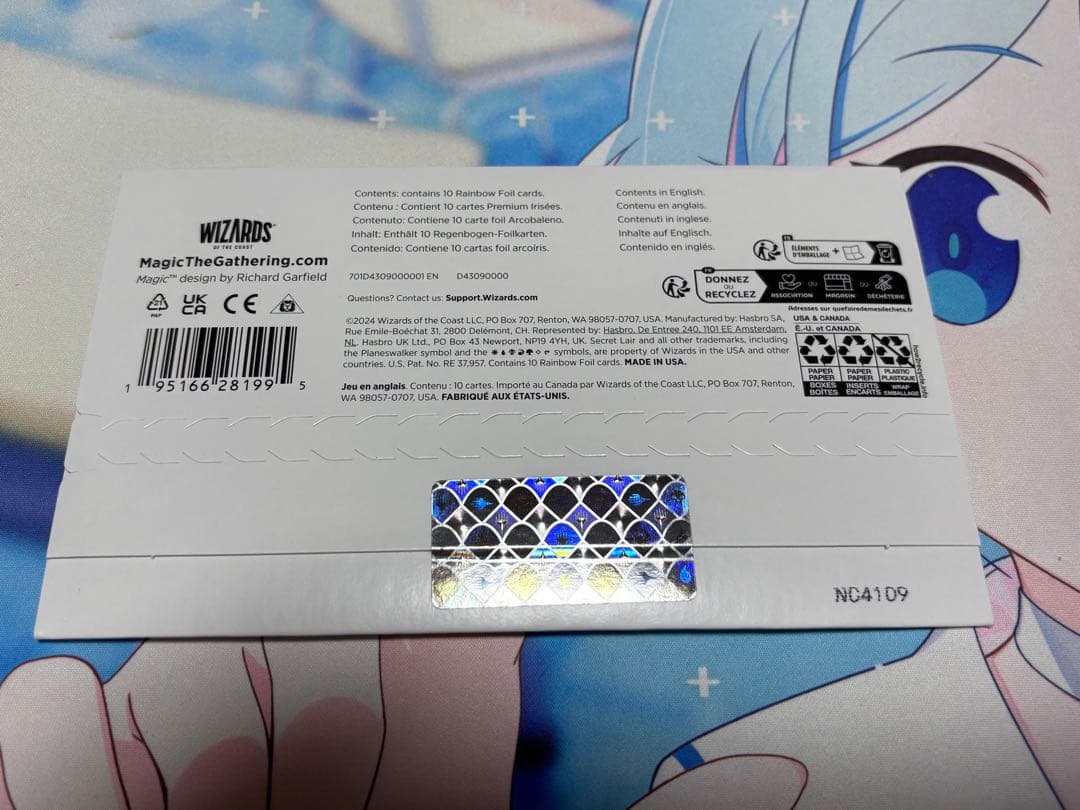 WIZARDS
OF THE COAST
MagicTheGathering.com
Magic™ design by Richard Garfield
21
PAP
UK
CA
CE
1 95166 28199 5
Contents: contains 10 Rainbow Foil cards.
Contenu : Contient 10 cartes Premium Irisées.
Contenuto: Contiene 10 carte foil Arcobaleno.
Inhalt: Enthält 10 Regenbogen-Foilkarten.
Contenido: Contiene 10 cartas foil arcoíris.
Contents in English.
Contenu en anglais.
Contenuti in inglese.
Inhalte auf Englisch.
Contenido en inglés.
701D4309000001 EN D43090000
Questions? Contact us: Support.Wizards.com
©2024 Wizards of the Coast LLC, PO Box 707, Renton, WA 98057-0707, USA. Manufactured by: Hasbro SA,
Rue Emile-Boéchat 31, 2800 Delémont, CH. Represented by: Hasbro, De Entree 240, 1101 EE Amsterdam,
NL. Hasbro UK Ltd., PO Box 43 Newport, NP19 4YH, UK. Secret Lair and all other trademarks, including
the Planeswalker symbol and the symbols, are property of Wizards in the USA and other
countries. U.S. Pat. No. RE 37,957. Contains 10 Rainbow Foil cards. MADE IN USA.
Jeu en anglais. Contenu : 10 cartes. Importé au Canada par Wizards of the Coast LLC, PO Box 707, Renton,
WA 98057-0707, USA. FABRIQUÉ AUX ÉTATS-UNIS.
FR
ÉLÉMENTS
D'EMBALLAGE +
FR
DONNEZ
OU
RECYCLEZ
ASSOCIATION OU MAGASIN OU DÉCHÈTERIE
Adresses sur quefairedemesdechets.fr
USA & CANADA
É.-U. et CANADA
PAPER
PAPIER
BOXES
BOÎTES
PAPER
PAPIER
INSERTS
ENCARTS
PLASTIC
PLASTIQUE
WRAP
EMBALLAGE
how2recycle.info
NC4109